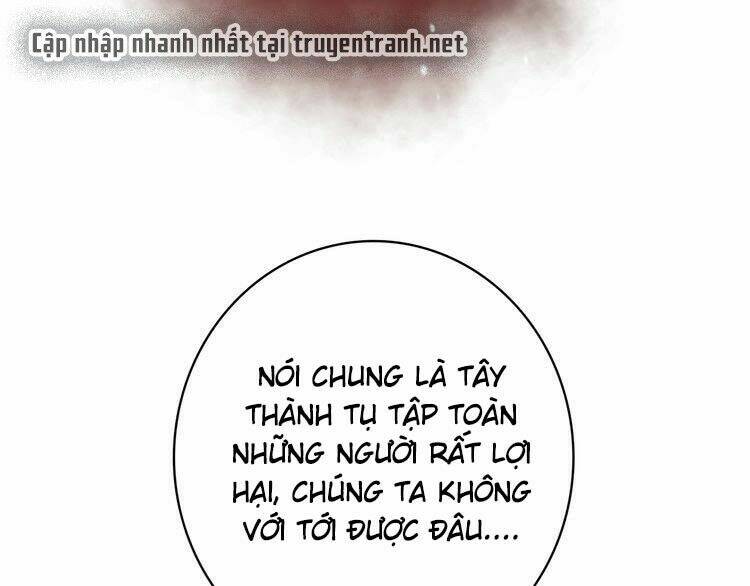 Cập nhập nhanh nhất tại truyentranh.net
NÓI CHUNG LÀ TÂY
THÀNH TỤ TẬP TOÀN
NHỮNG NGƯỜI RẤT LỢI
HẠI, CHÚNG TA KHÔNG
VỚI TỚI ĐƯỢC ĐÂU....